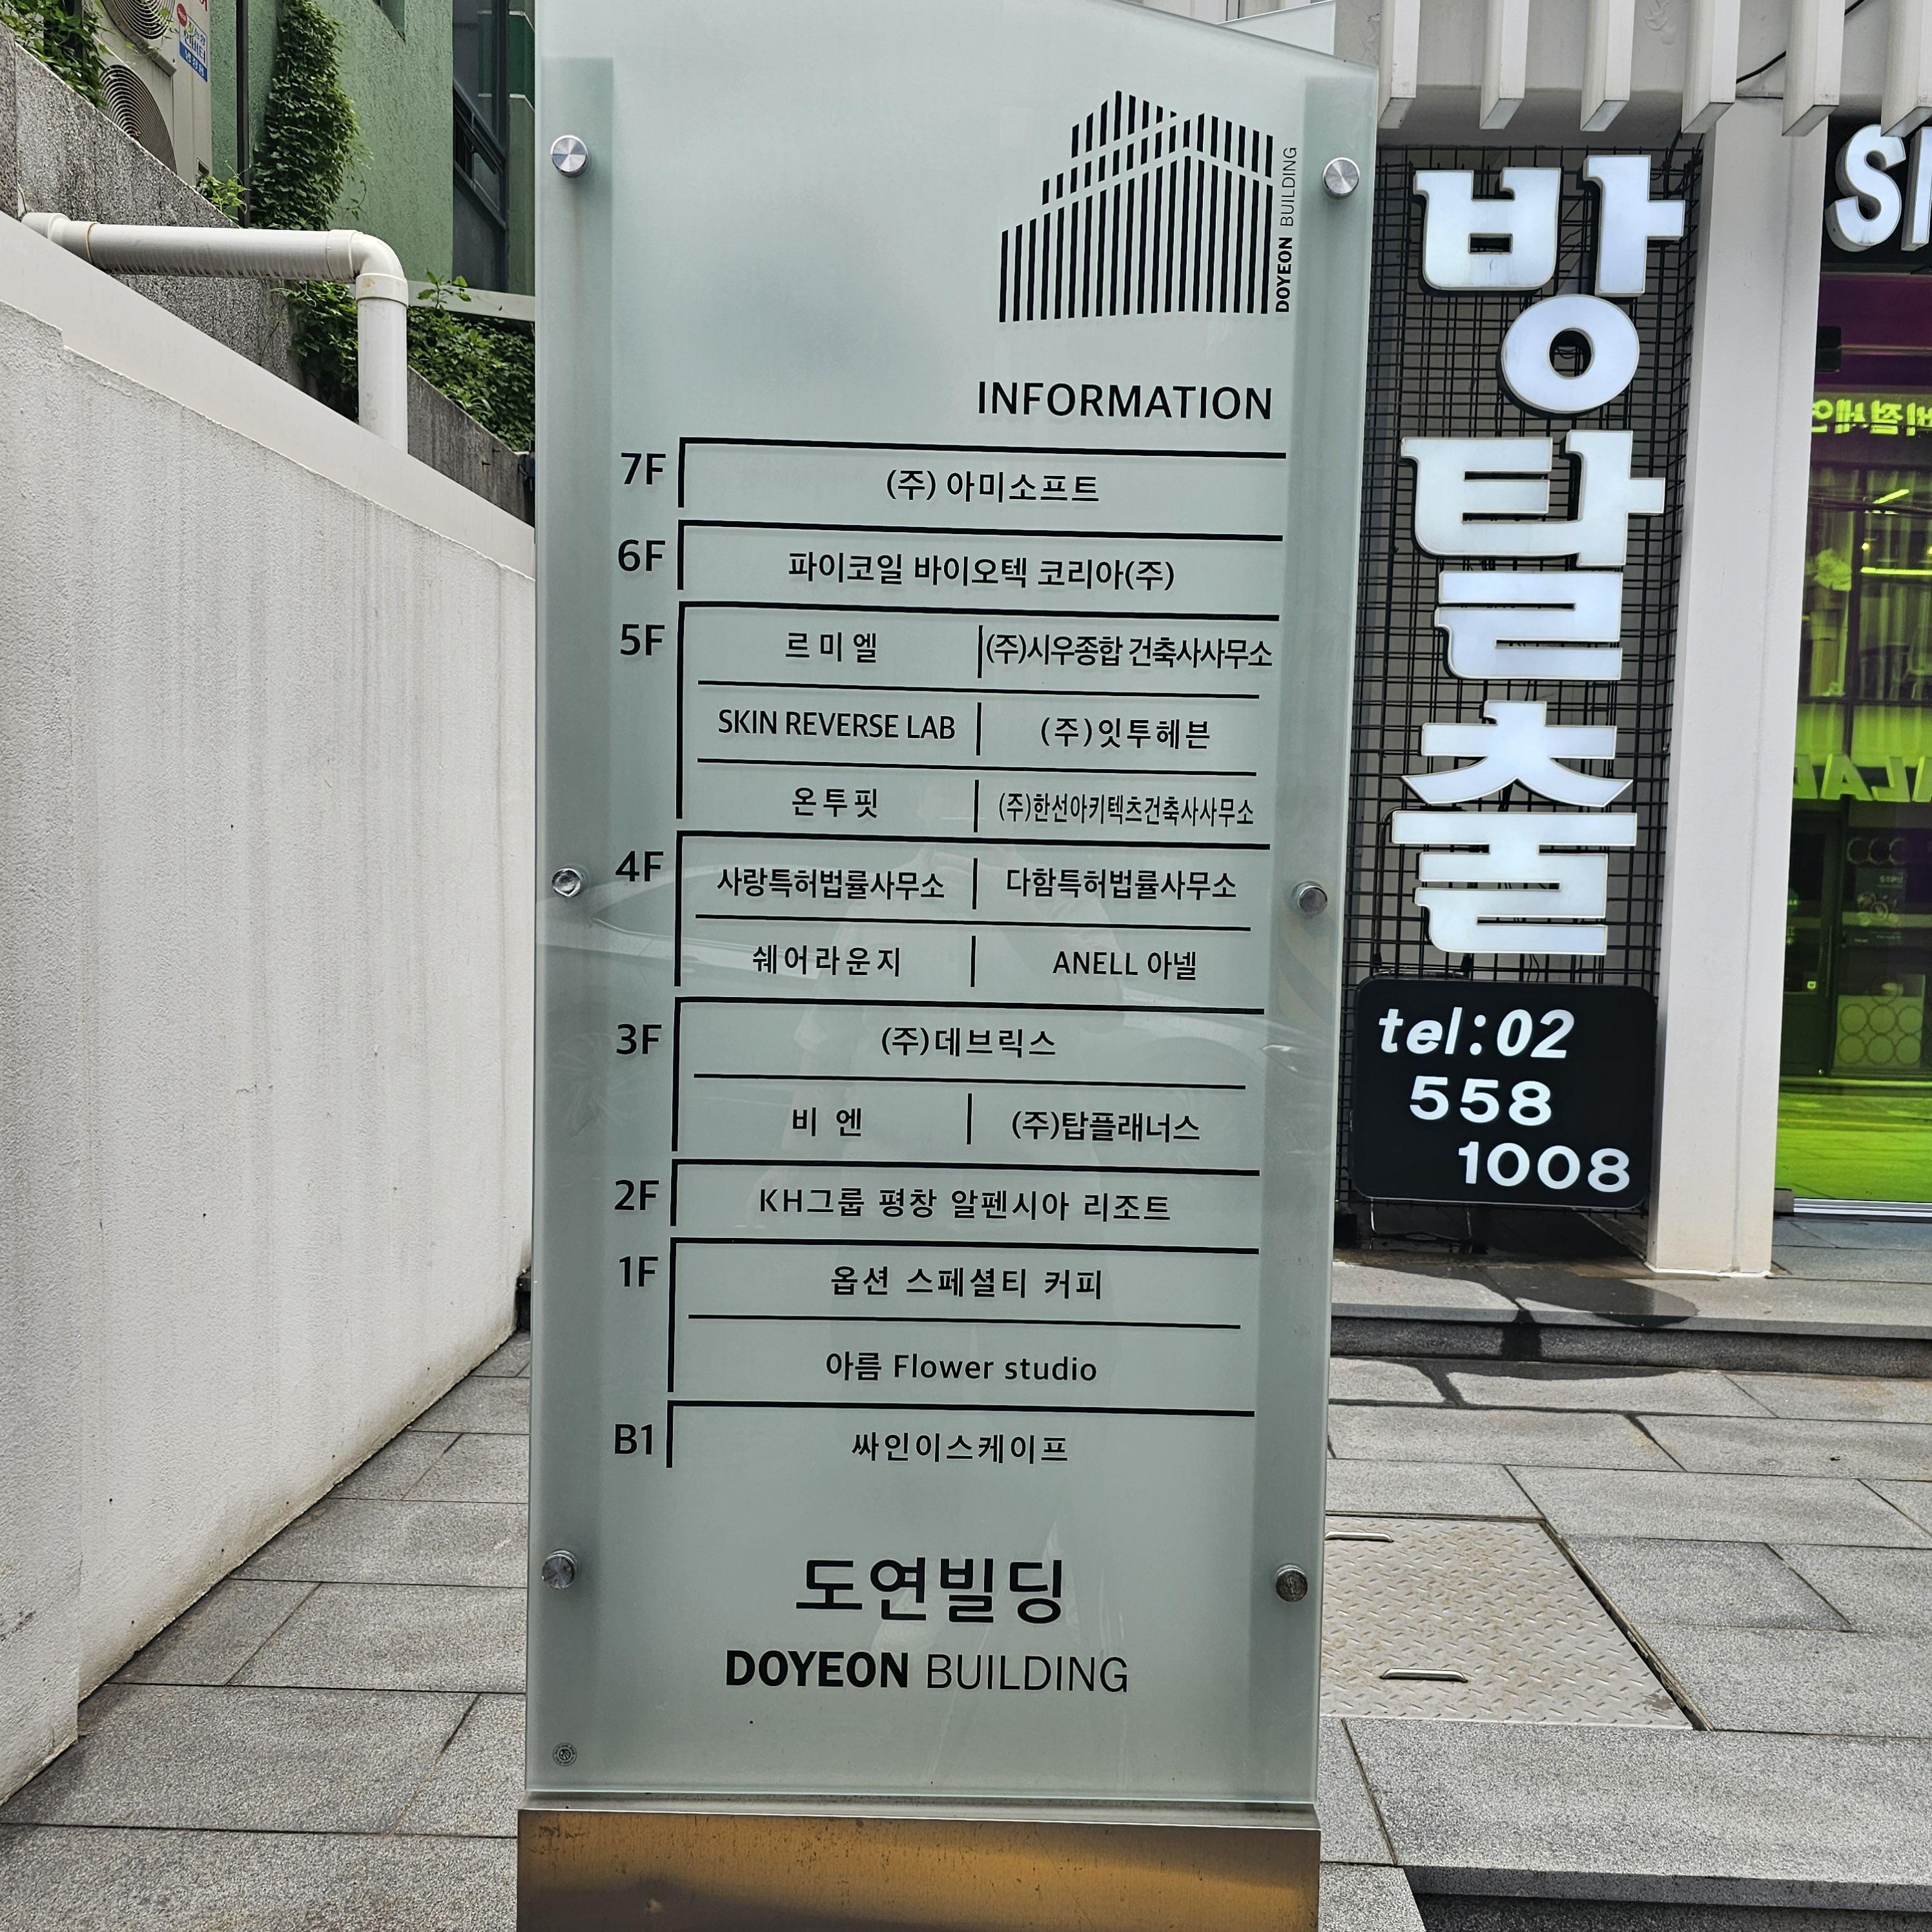 DOYEON BUILDING
INFORMATION
7F (주) 아미소프트
6F 파이코일 바이오텍 코리아(주)
5F 르미엘 (주)시우종합 건축사사무소
SKIN REVERSE LAB (주)잇투헤븐
온투핏 (주)한선아키텍츠건축사사무소
4F 사랑특허법률사무소 다함특허법률사무소
쉐어라운지 ANELL 아넬
3F (주)데브릭스
비 엔 (주)탑플래너스
2F KH그룹 평창 알펜시아 리조트
1F 옵션 스페셜티 커피
아름 Flower studio
B1 싸인이스케이프
도연빌딩
DOYEON BUILDING
방탈출
tel:02
558
1008